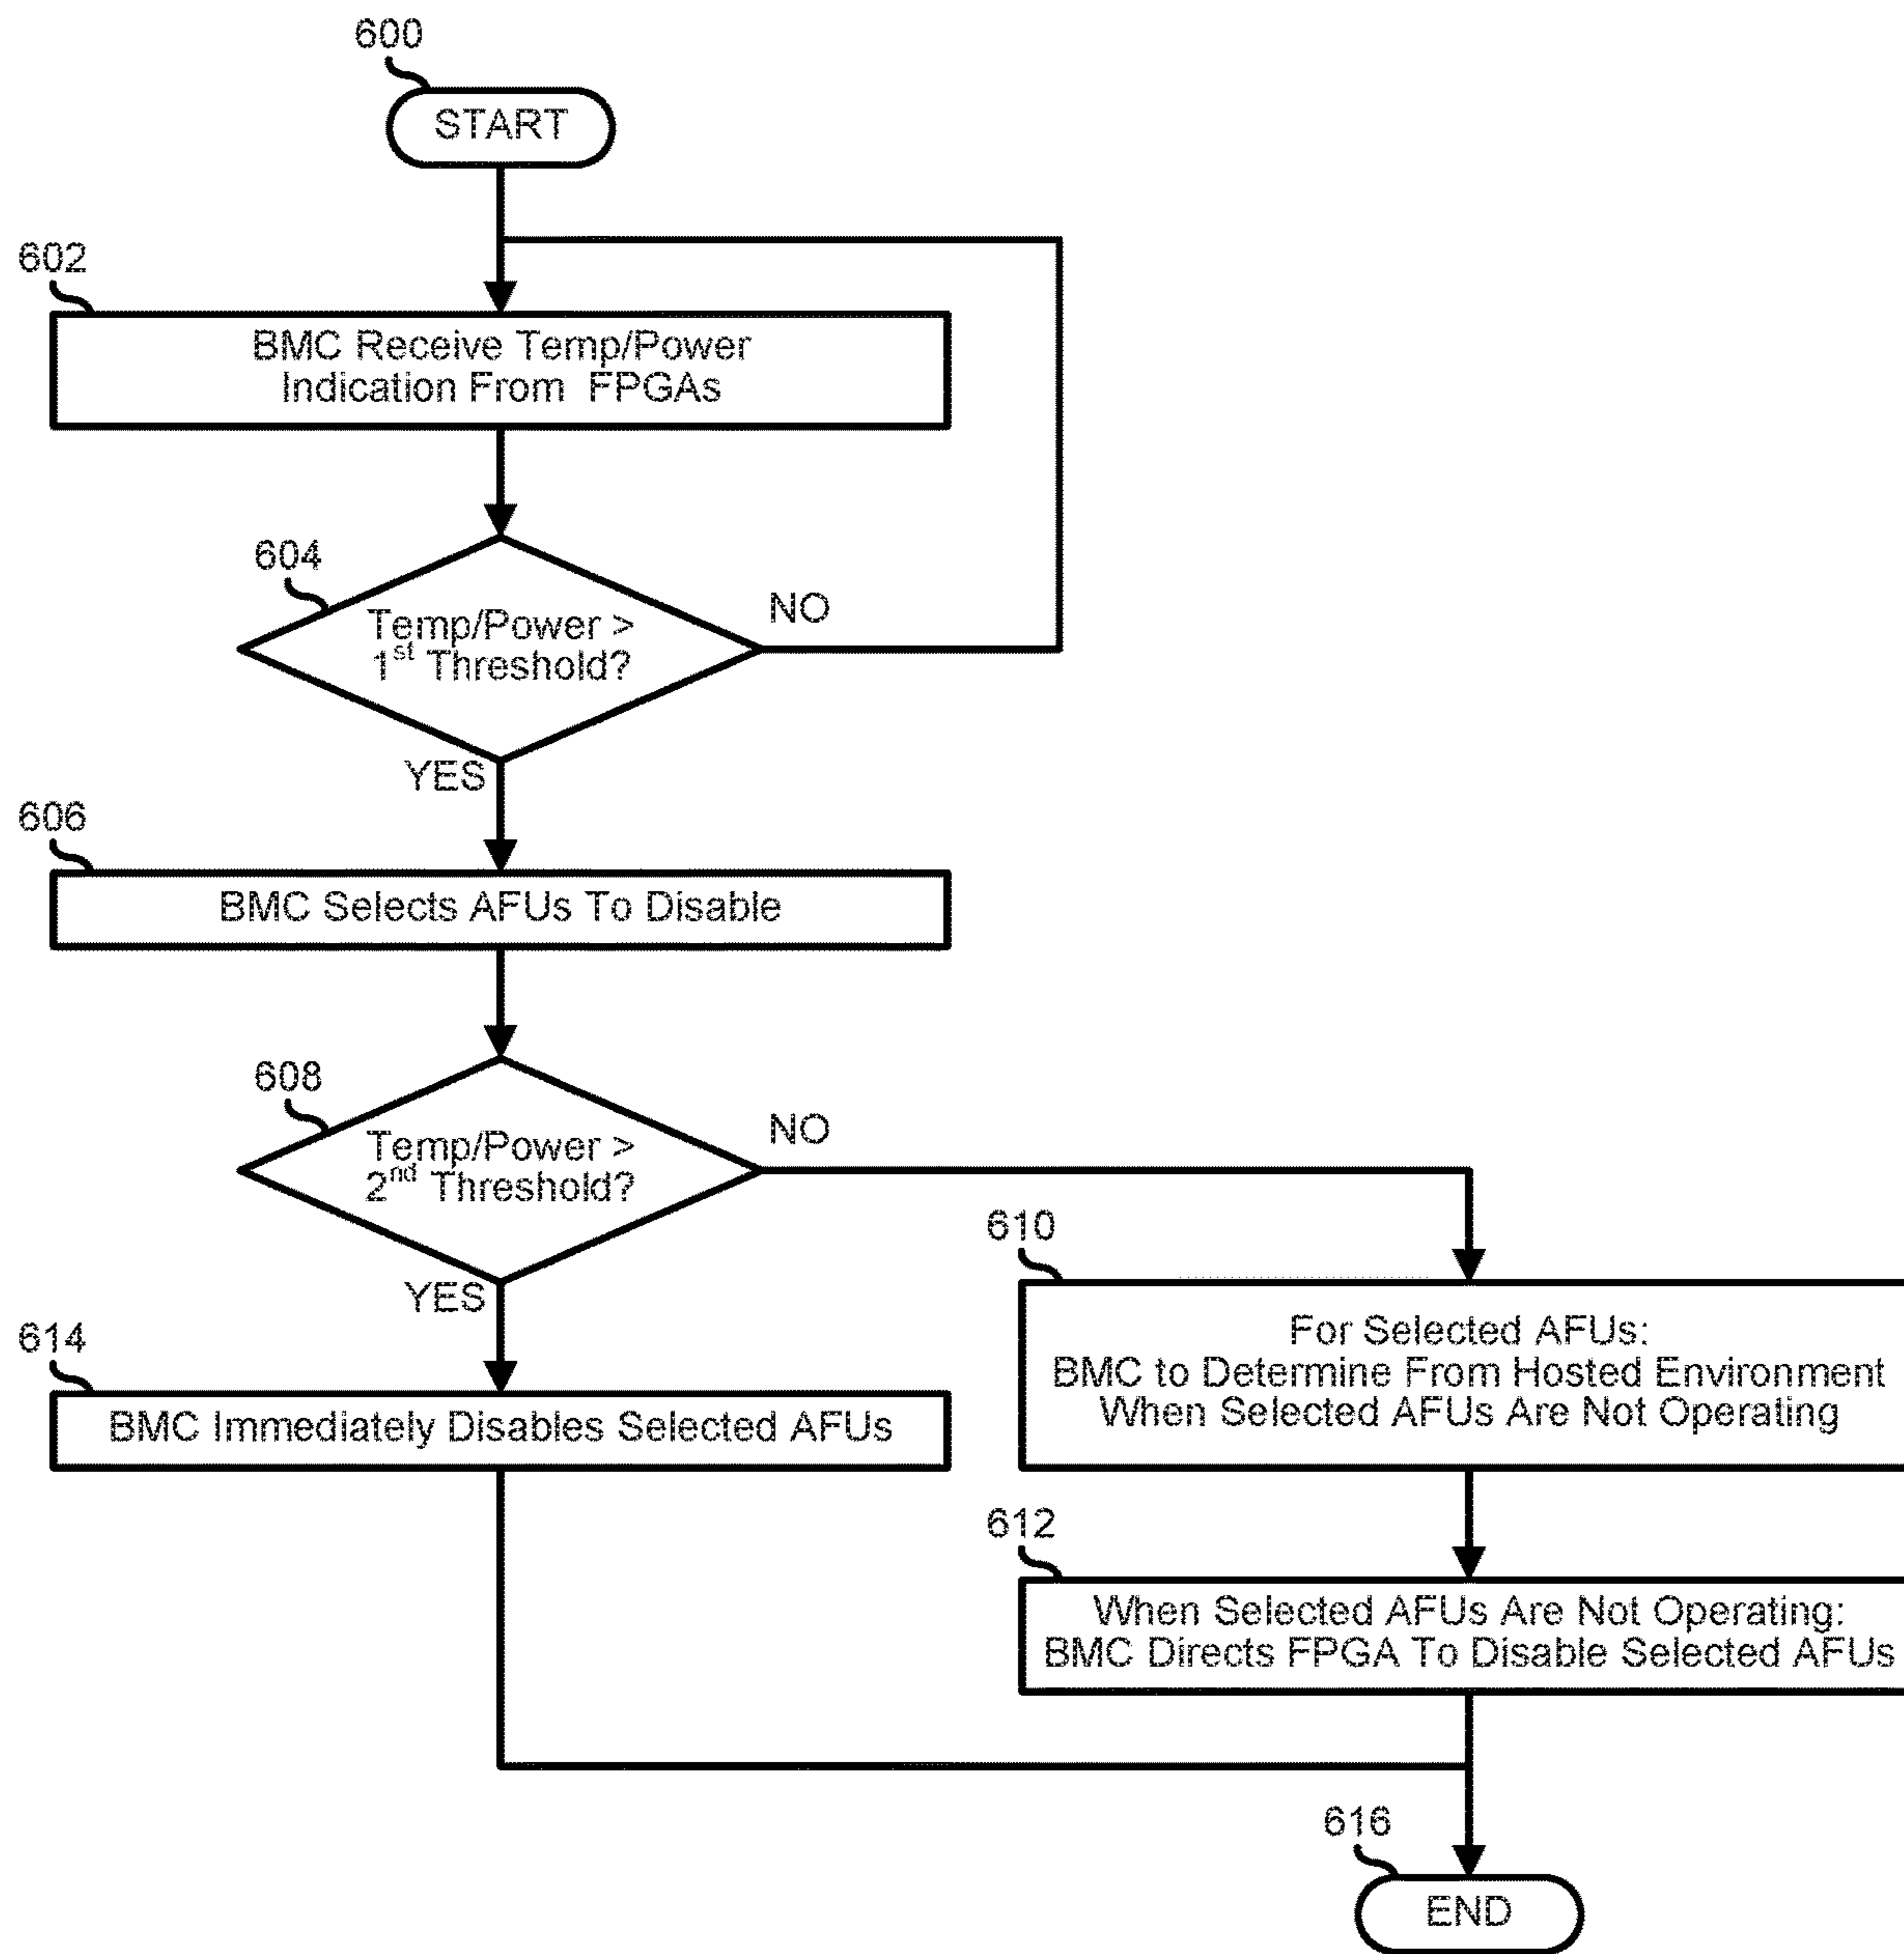 600
START
602
BMC Receive Temp/Power
Indication From FPGAs
604
Temp/Power >
1st Threshold?
NO
YES
606
BMC Selects AFUs To Disable
608
Temp/Power >
2nd Threshold?
NO
YES
610
For Selected AFUs:
BMC to Determine From Hosted Environment
When Selected AFUs Are Not Operating
614
BMC Immediately Disables Selected AFUs
612
When Selected AFUs Are Not Operating:
BMC Directs FPGA To Disable Selected AFUs
616
END